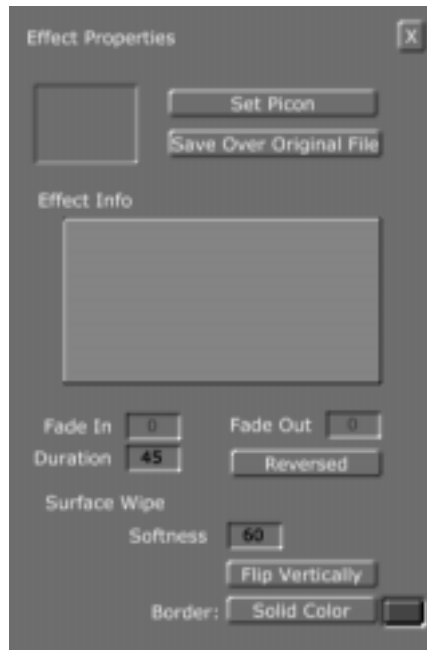 Effect Properties X
Set Picon
Save Over Original File
Effect Info
Fade In 0 Fade Out 0
Duration 45 Reversed
Surface Wipe
Softness 60
Flip Vertically
Border: Solid Color